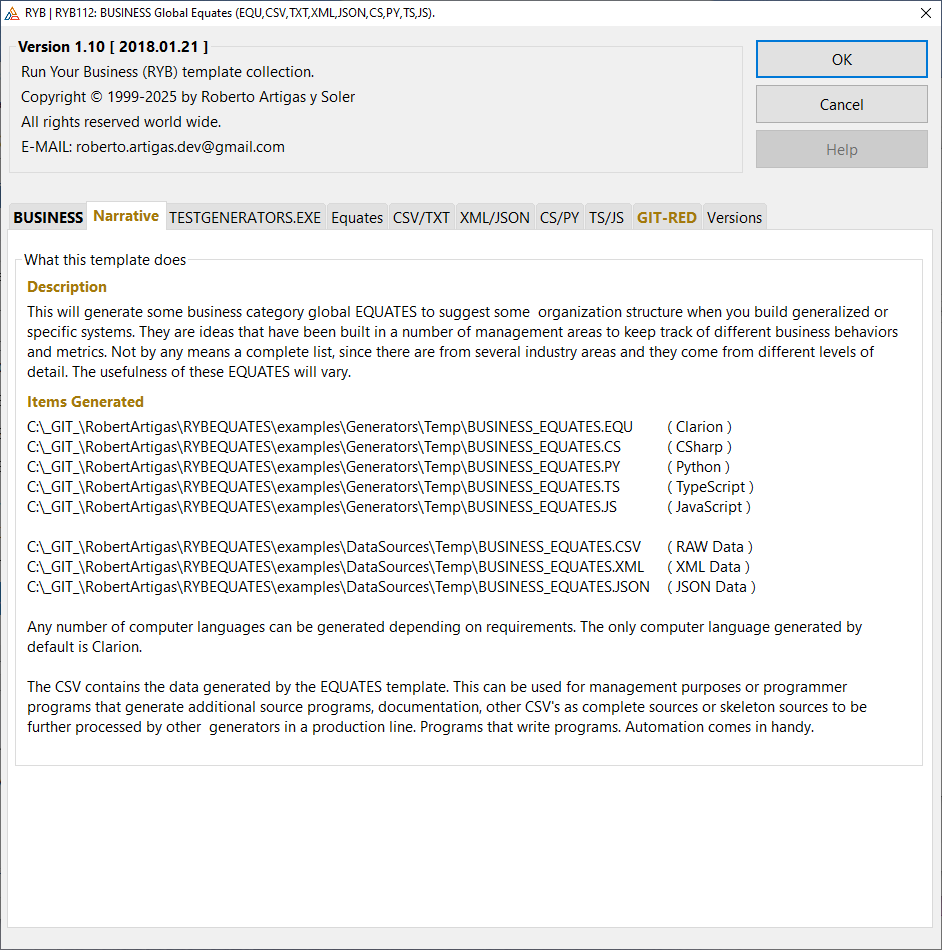 RYB | RYB112: BUSINESS Global Equates (EQU,CSV,TXT,XML,JSON,CS,PY,TS,JS).
Version 1.10 [ 2018.01.21 ]
Run Your Business (RYB) template collection.
Copyright © 1999-2025 by Roberto Artigas y Soler
All rights reserved world wide.
E-MAIL: roberto.artigas.dev@gmail.com
OK
Cancel
Help
BUSINESS Narrative TESTGENERATORS.EXE Equates CSV/TXT XML/JSON CS/PY TS/JS GIT-RED Versions
What this template does
Description
This will generate some business category global EQUATES to suggest some  organization structure when you build generalized or
specific systems. They are ideas that have been built in a number of management areas to keep track of different business behaviors
and metrics. Not by any means a complete list, since there are from several industry areas and they come from different levels of
detail. The usefulness of these EQUATES will vary.
Items Generated
C:\_GIT_\RobertArtigas\RYBEQUATES\examples\Generators\Temp\BUSINESS_EQUATES.EQU ( Clarion )
C:\_GIT_\RobertArtigas\RYBEQUATES\examples\Generators\Temp\BUSINESS_EQUATES.CS ( CSharp )
C:\_GIT_\RobertArtigas\RYBEQUATES\examples\Generators\Temp\BUSINESS_EQUATES.PY ( Python )
C:\_GIT_\RobertArtigas\RYBEQUATES\examples\Generators\Temp\BUSINESS_EQUATES.TS ( TypeScript )
C:\_GIT_\RobertArtigas\RYBEQUATES\examples\Generators\Temp\BUSINESS_EQUATES.JS ( JavaScript )
C:\_GIT_\RobertArtigas\RYBEQUATES\examples\DataSources\Temp\BUSINESS_EQUATES.CSV ( RAW Data )
C:\_GIT_\RobertArtigas\RYBEQUATES\examples\DataSources\Temp\BUSINESS_EQUATES.XML ( XML Data )
C:\_GIT_\RobertArtigas\RYBEQUATES\examples\DataSources\Temp\BUSINESS_EQUATES.JSON ( JSON Data )
Any number of computer languages can be generated depending on requirements. The only computer language generated by
default is Clarion.
The CSV contains the data generated by the EQUATES template. This can be used for management purposes or programmer
programs that generate additional source programs, documentation, other CSV's as complete sources or skeleton sources to be
further processed by other  generators in a production line. Programs that write programs. Automation comes in handy.